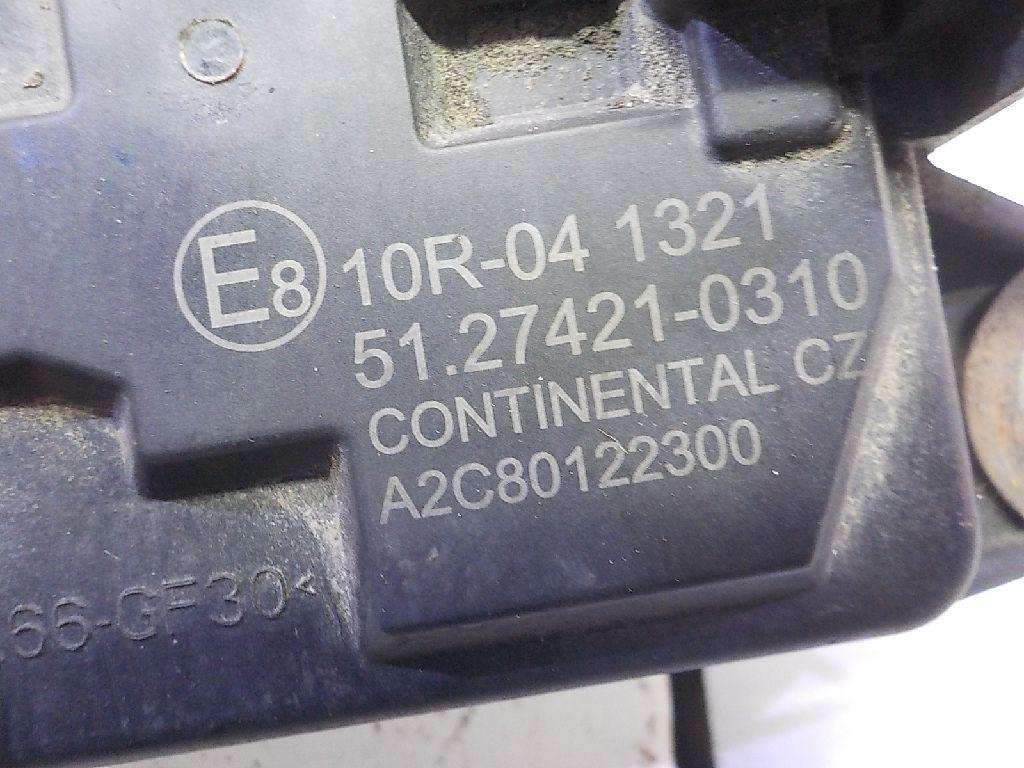 E8 10R-04 1321
51.27421-0310
CONTINENTAL CZ
A2C80122300
66-GF30<